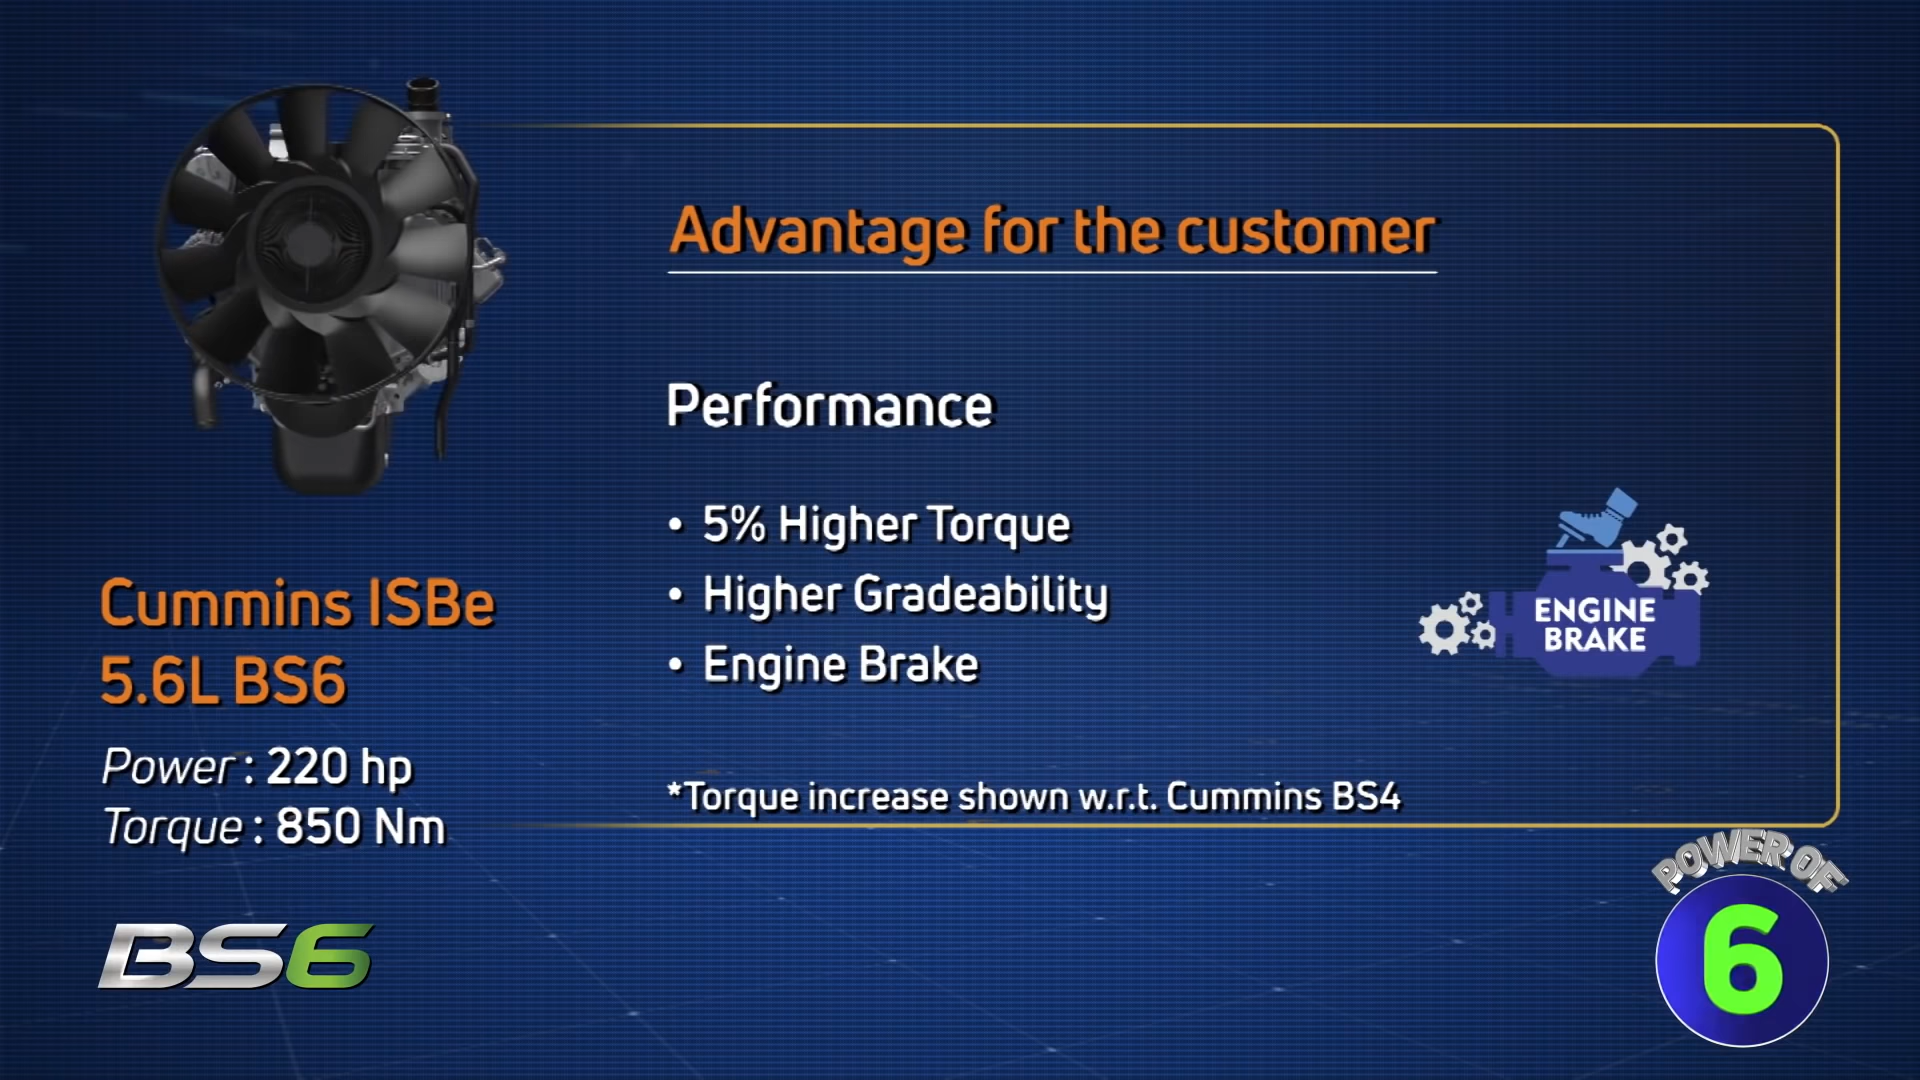 Advantage for the customer
Performance
• 5% Higher Torque
• Higher Gradeability
• Engine Brake
ENGINE
BRAKE
*Torque increase shown w.r.t. Cummins BS4
Cummins ISBe
5.6L BS6
Power : 220 hp
Torque : 850 Nm
BS6
POWER OF
6